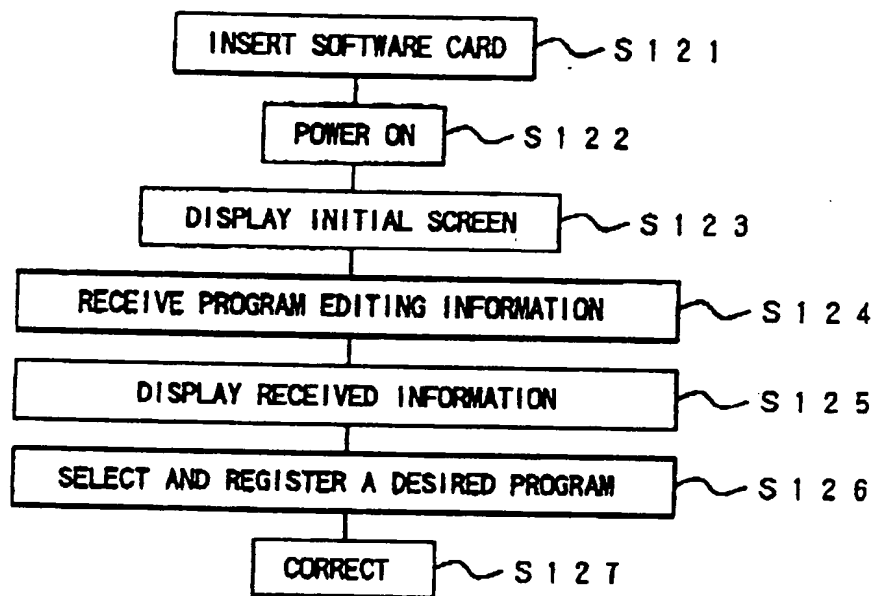 INSERT SOFTWARE CARD S121
POWER ON S122
DISPLAY INITIAL SCREEN S123
RECEIVE PROGRAM EDITING INFORMATION S124
DISPLAY RECEIVED INFORMATION S125
SELECT AND REGISTER A DESIRED PROGRAM S126
CORRECT S127